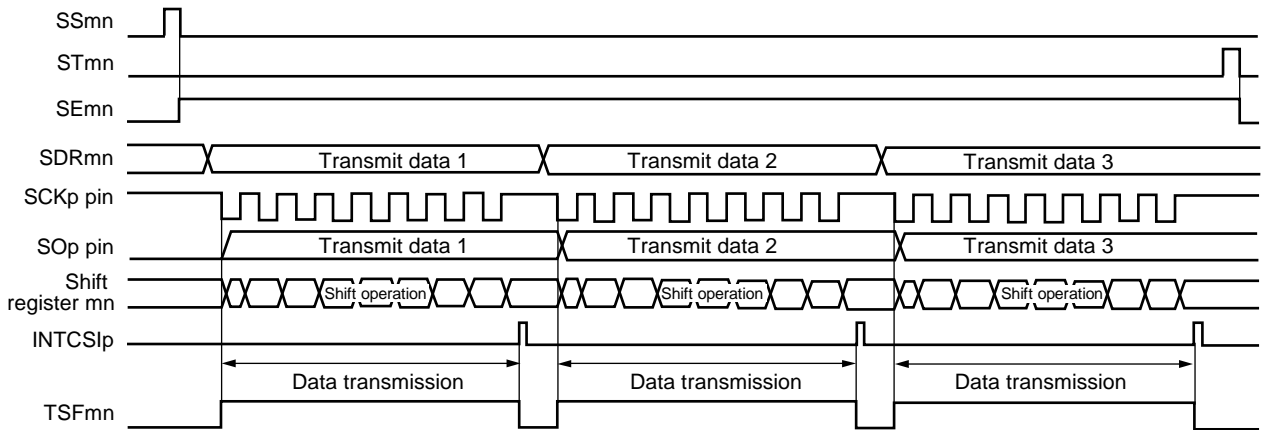 SSmn
STmn
SEmn
SDRmn Transmit data 1 Transmit data 2 Transmit data 3
SCKp pin
SOp pin Transmit data 1 Transmit data 2 Transmit data 3
Shift
register mn Shift operation Shift operation Shift operation
INTCSIp
Data transmission Data transmission Data transmission
TSFmn